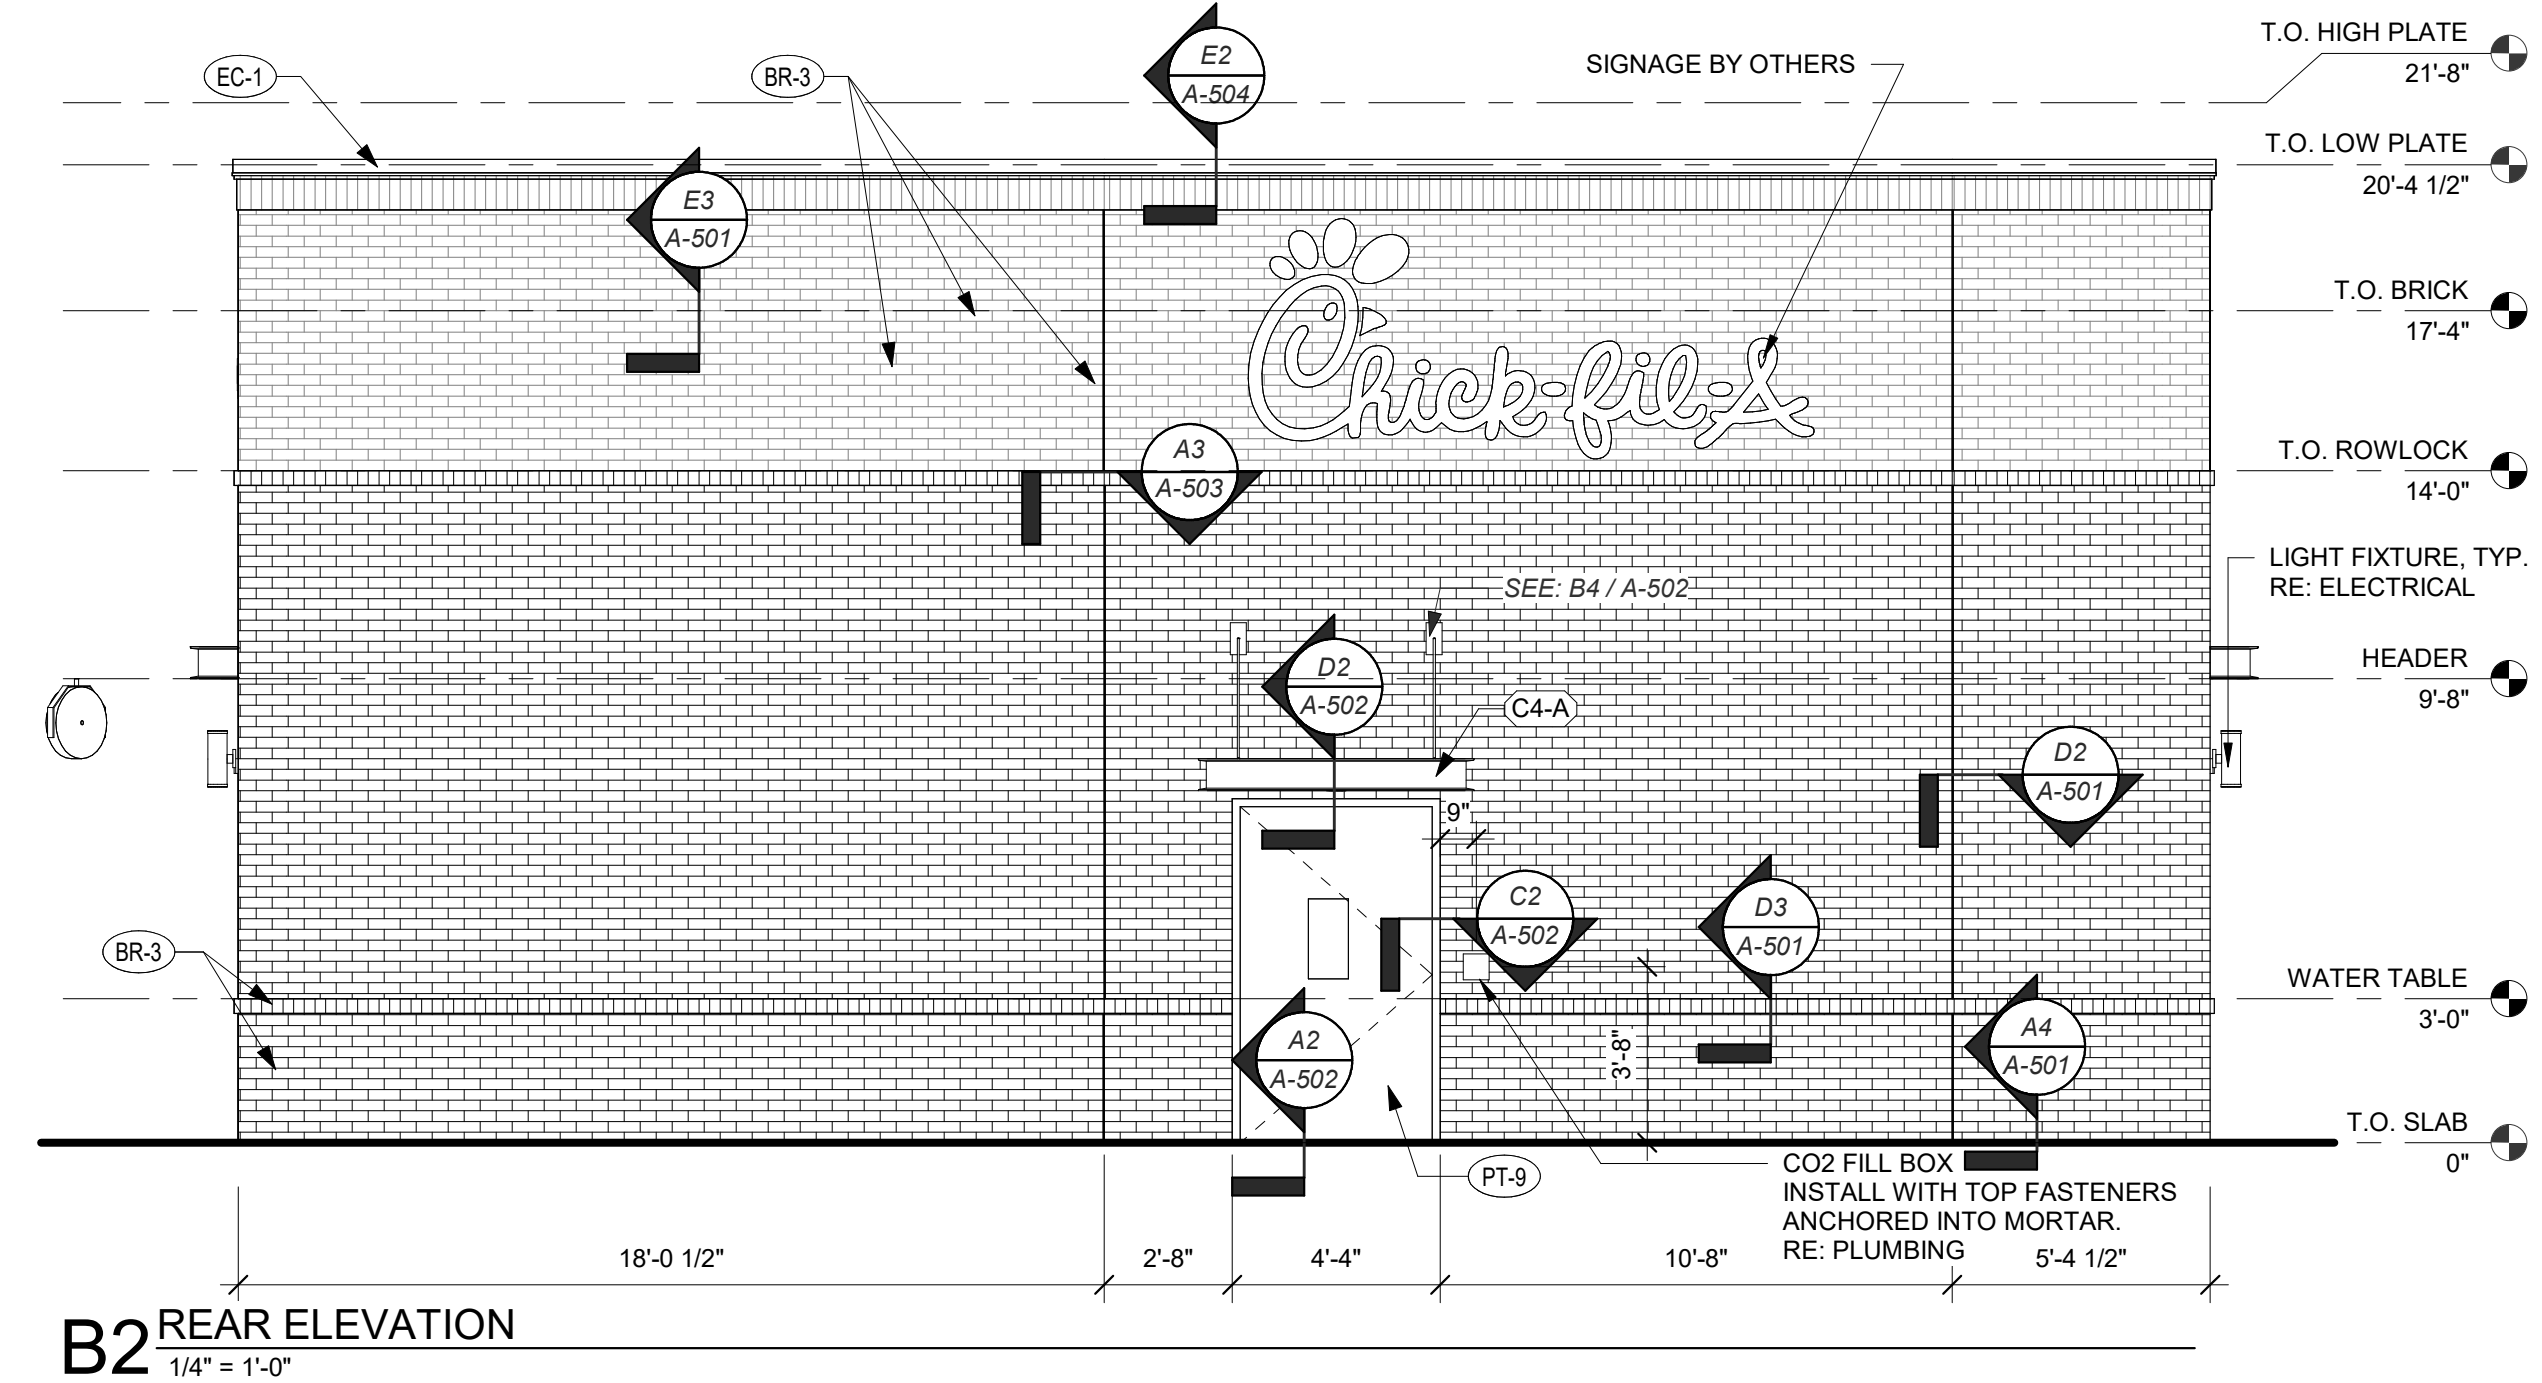 T.O. HIGH PLATE
21'-8"
EC-1
BR-3
E2
A-504
SIGNAGE BY OTHERS
T.O. LOW PLATE
20'-4 1/2"
E3
A-501
T.O. BRICK
17'-4"
Chick-fil-A
T.O. ROWLOCK
14'-0"
A3
A-503
LIGHT FIXTURE, TYP.
RE: ELECTRICAL
SEE: B4 / A-502
HEADER
9'-8"
D2
A-502
C4-A
D2
A-501
9"
C2
A-502
D3
A-501
BR-3
WATER TABLE
3'-0"
A2
A-502
3'-8"
A4
A-501
T.O. SLAB
0"
PT-9
CO2 FILL BOX
INSTALL WITH TOP FASTENERS
ANCHORED INTO MORTAR.
RE: PLUMBING
18'-0 1/2"
2'-8"
4'-4"
10'-8"
5'-4 1/2"
B2 REAR ELEVATION
1/4" = 1'-0"